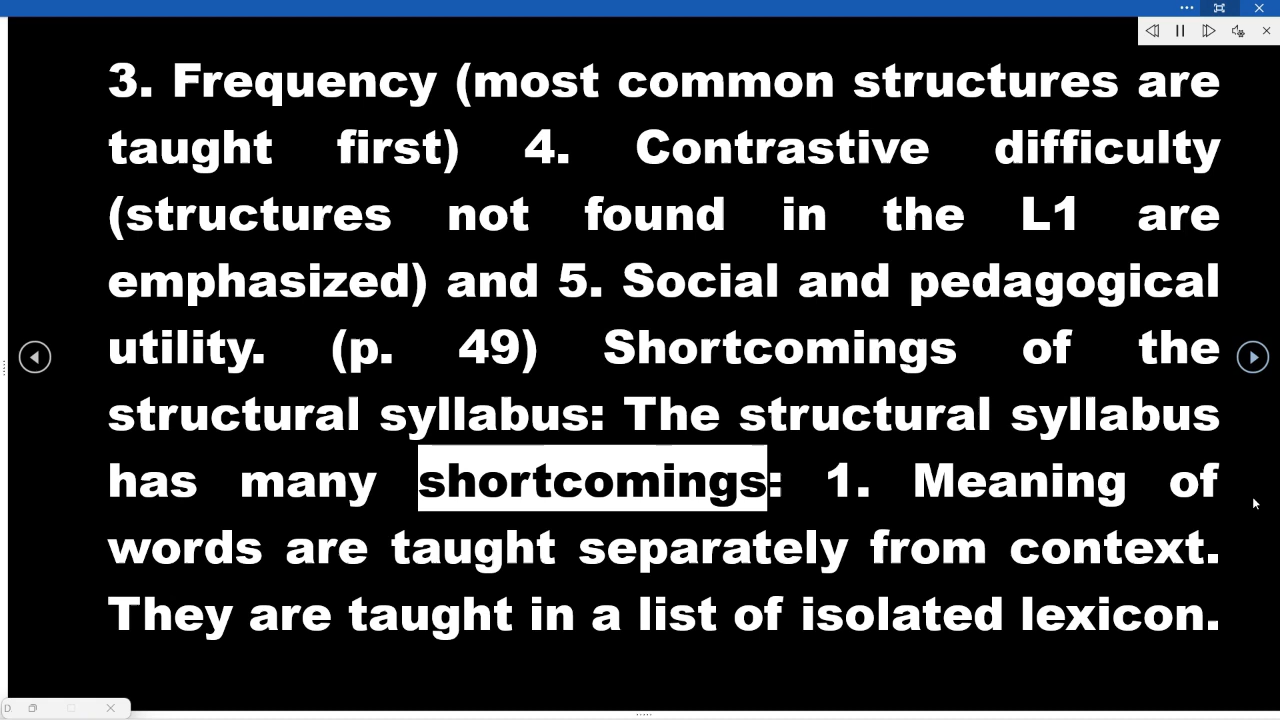 3. Frequency (most common structures are
taught first) 4. Contrastive difficulty
(structures not found in the L1 are
emphasized) and 5. Social and pedagogical
utility. (p. 49) Shortcomings of the
structural syllabus: The structural syllabus
has many shortcomings: 1. Meaning of
words are taught separately from context.
They are taught in a list of isolated lexicon.
D